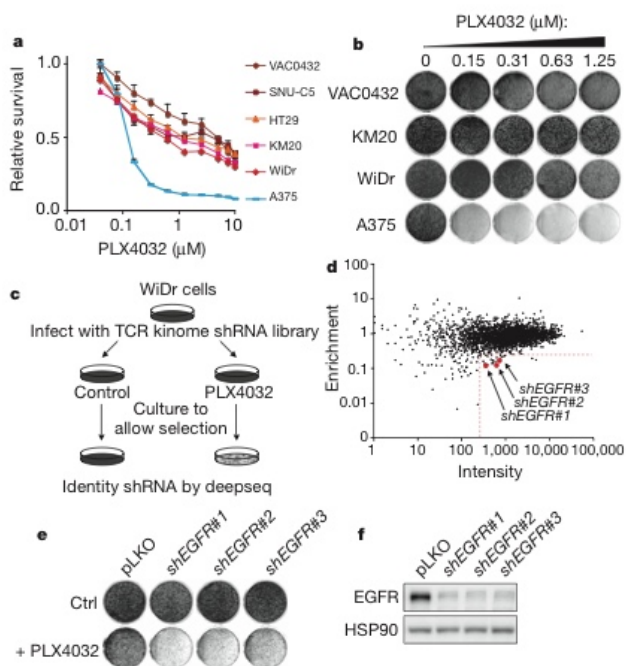 a
1.0
0.5
0.0
Relative survival
0.01
0.1
1
10
PLX4032 (μM)
VAC0432
SNU-C5
HT29
KM20
WiDr
A375
b
PLX4032 (μM):
0 0.15 0.31 0.63 1.25
VAC0432
KM20
WiDr
A375
c
WiDr cells
Infect with TCR kinome shRNA library
Control
PLX4032
Culture to
allow selection
Identity shRNA by deepseq
d
100
10
1
0.1
0.01
0
Enrichment
1 10 100 1,000 10,000 100,000
Intensity
shEGFR#3
shEGFR#2
shEGFR#1
e
pLKO
shEGFR#1
shEGFR#2
shEGFR#3
Ctrl
+ PLX4032
f
pLKO
shEGFR#1
shEGFR#2
shEGFR#3
EGFR
HSP90